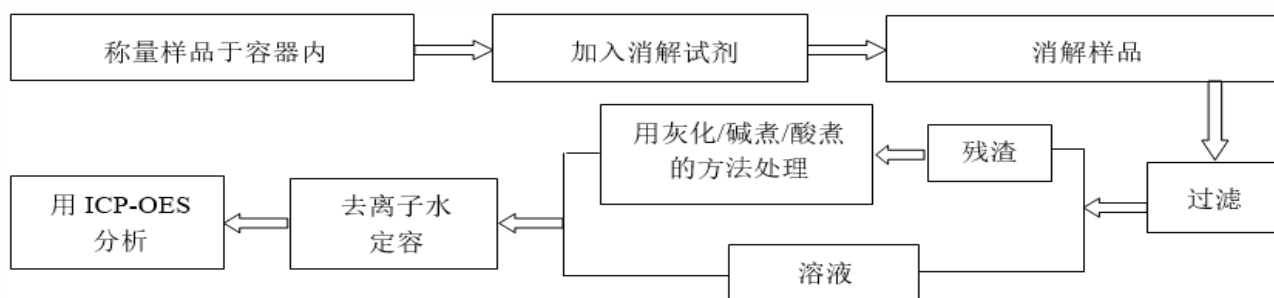 称量样品于容器内
加入消解试剂
消解样品
用灰化/碱煮/酸煮
的方法处理
残渣
过滤
用 ICP-OES
分析
去离子水
定容
溶液